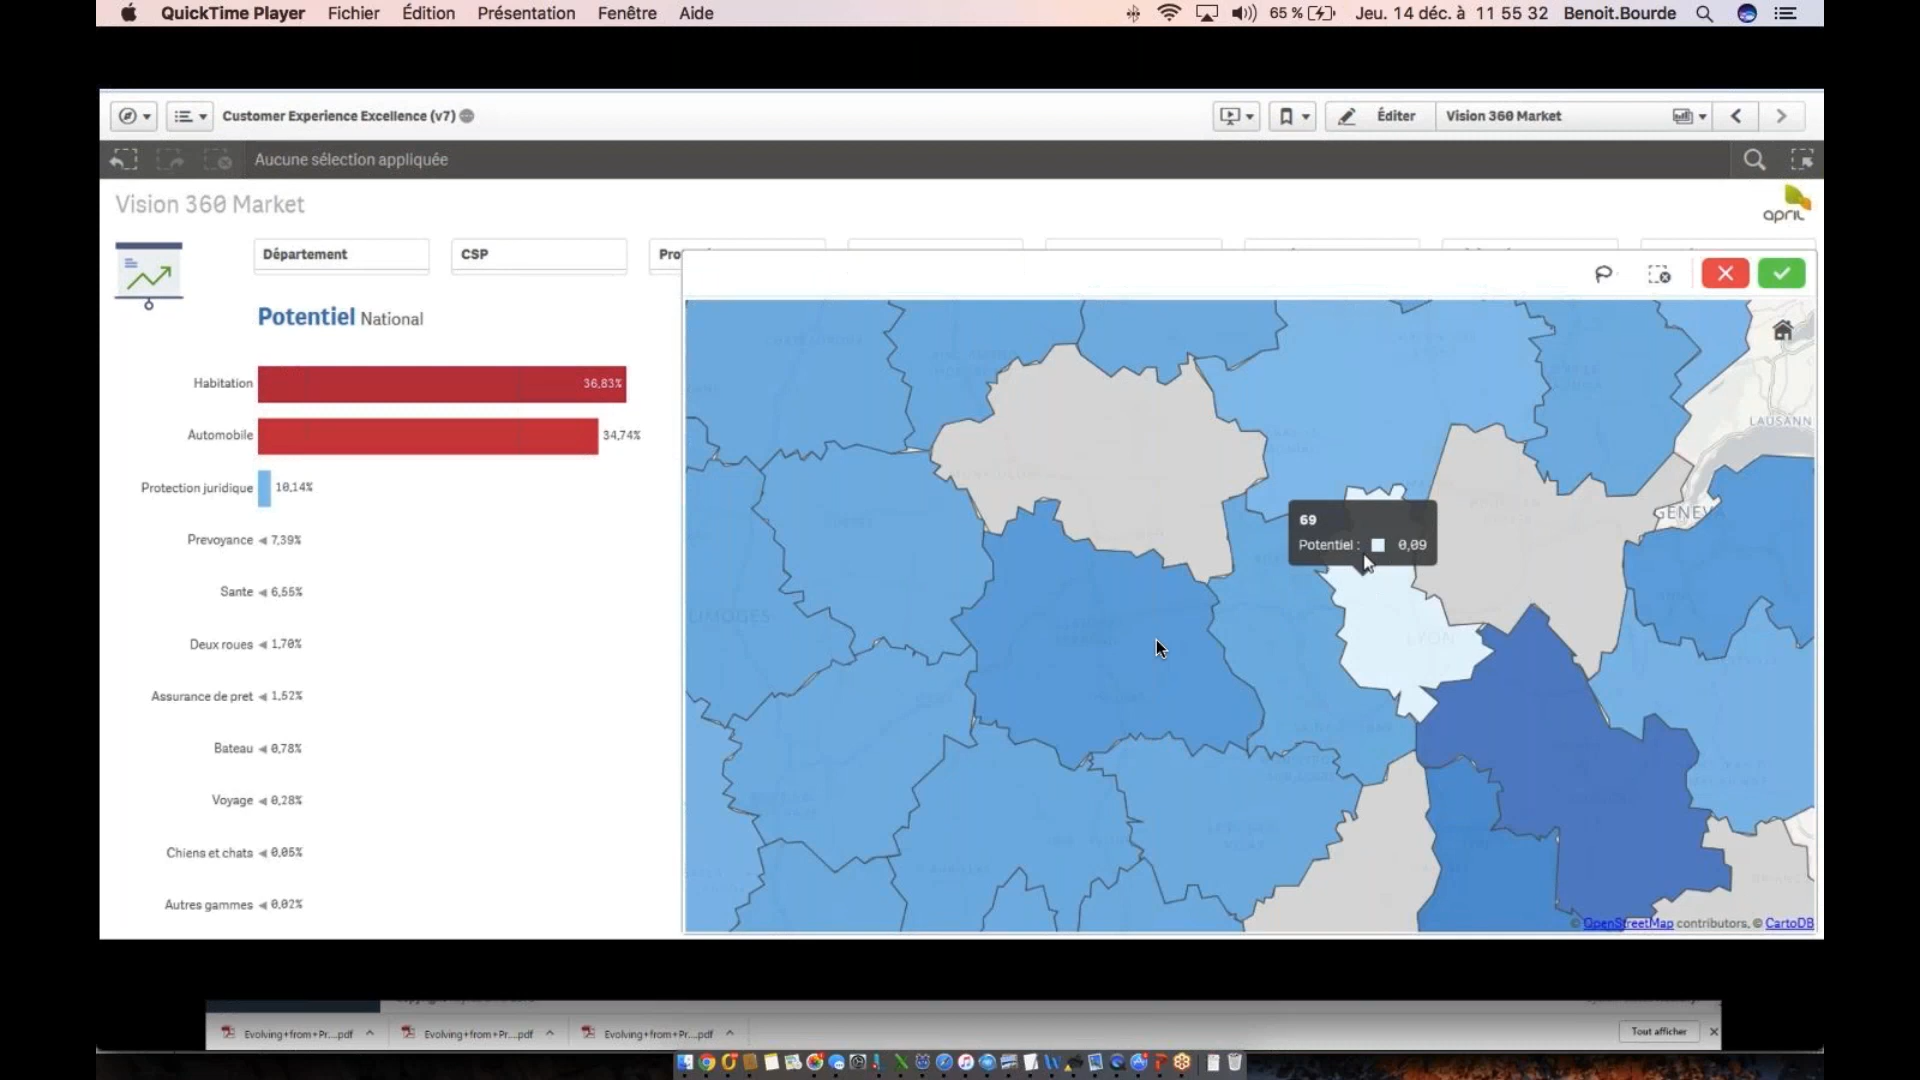 QuickTime Player Fichier Édition Présentation Fenêtre Aide 65 % Jeu. 14 déc. à 11 55 32 Benoit.Bourde
Customer Experience Excellence (v7) Éditer Vision 360 Market
Aucune sélection appliquée
Vision 360 Market
april
Département CSP Pro
Potentiel National
Habitation 36,83%
Automobile 34,74%
Protection juridique 10,14%
Prevoyance 7,39%
Sante 6,55%
Deux roues 1,70%
Assurance de pret 1,52%
Bateau 0,78%
Voyage 0,28%
Chiens et chats 0,05%
Autres gammes 0,02%
LAUSANN
GENEV
69
Potentiel : 0,09
LIMOGES
LYON
© OpenStreetMap contributors, © CartoDB
Evolving+from+Pr....pdf Evolving+from+Pr....pdf Evolving+from+Pr....pdf Tout afficher